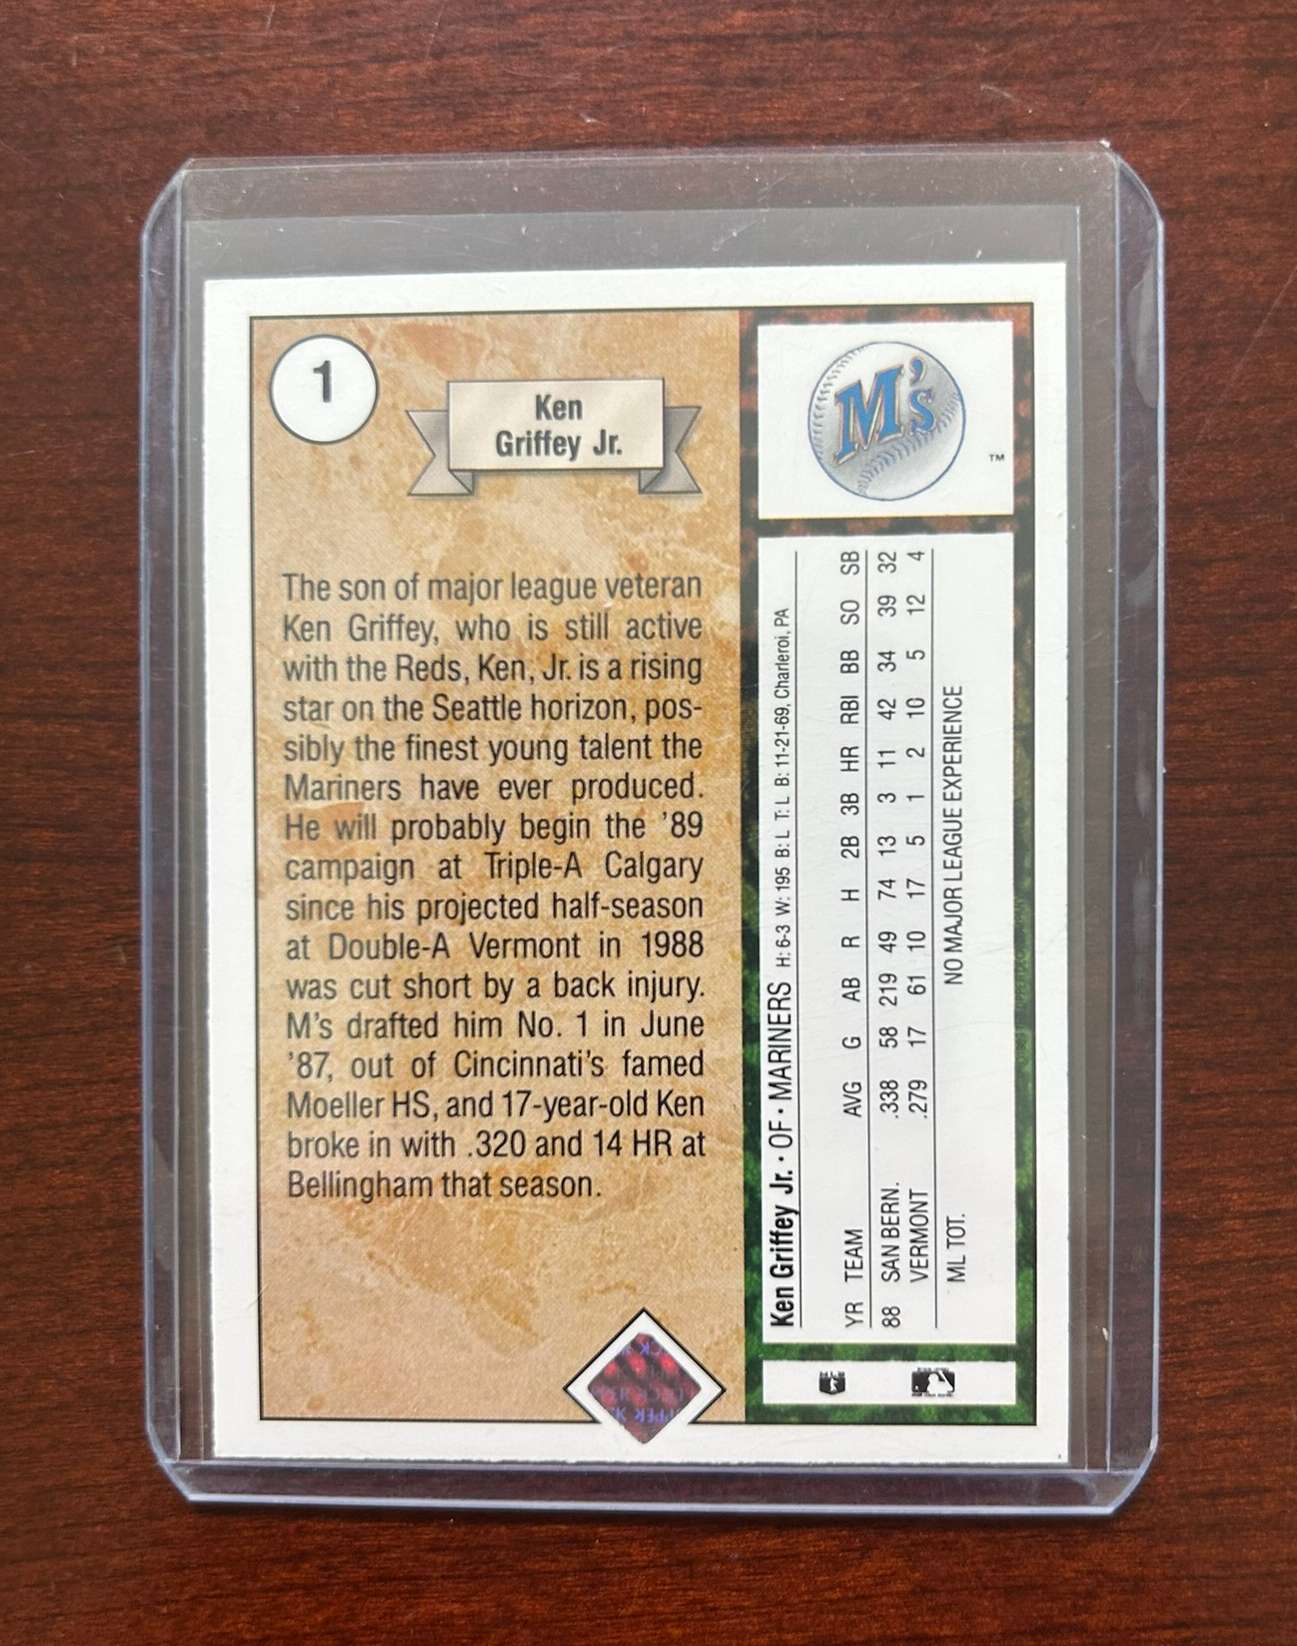 1
Ken
Griffey Jr.
The son of major league veteran
Ken Griffey, who is still active
with the Reds, Ken, Jr. is a rising
star on the Seattle horizon, pos-
sibly the finest young talent the
Mariners have ever produced.
He will probably begin the '89
campaign at Triple-A Calgary
since his projected half-season
at Double-A Vermont in 1988
was cut short by a back injury.
M's drafted him No. 1 in June
'87, out of Cincinnati's famed
Moeller HS, and 17-year-old Ken
broke in with .320 and 14 HR at
Bellingham that season.
M's
TM
Ken Griffey Jr. • OF • MARINERS H: 6-3 W: 195 B: L T: L B: 11-21-69, Charleroi, PA
YR TEAM AVG G AB R H 2B 3B HR RBI BB SO SB
88 SAN BERN. .338 58 219 49 74 13 3 11 42 34 39 32
VERMONT .279 17 61 10 17 5 1 2 10 5 12 4
ML TOT. NO MAJOR LEAGUE EXPERIENCE